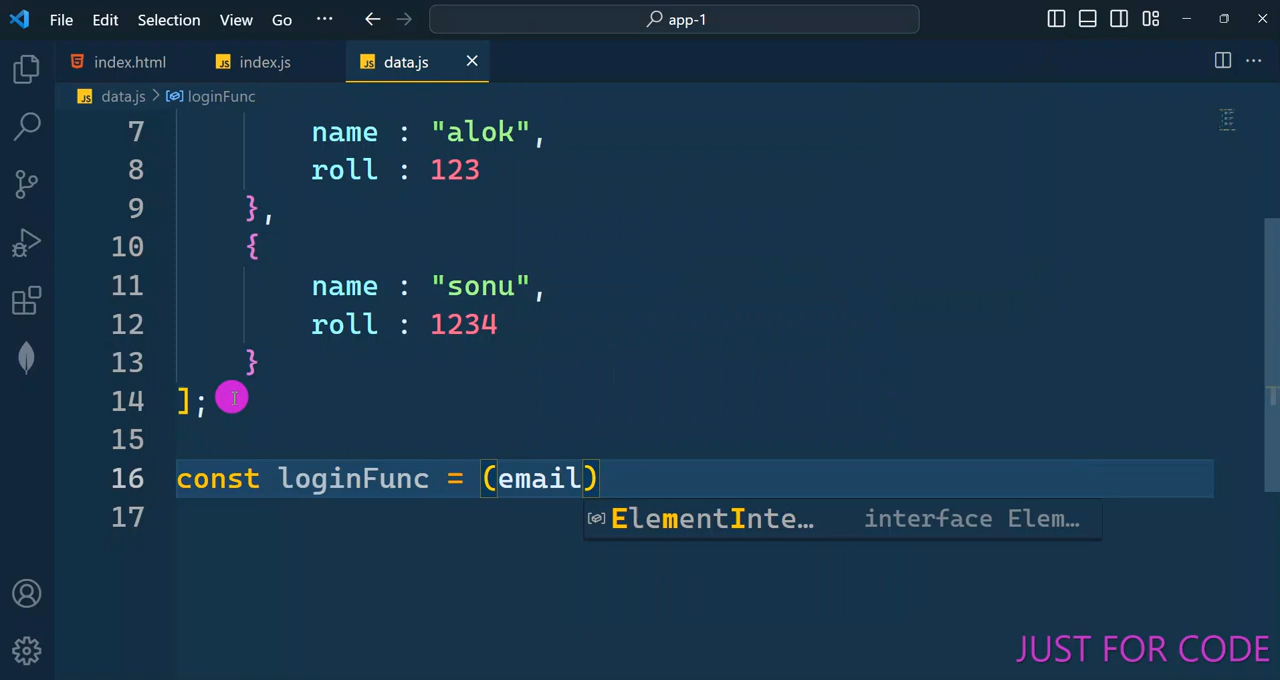 File Edit Selection View Go ··· ← → app-1
index.html index.js data.js ×
data.js > loginFunc
7 name : "alok",
8 roll : 123
9 },
10 {
11 name : "sonu",
12 roll : 1234
13 }
14 ];
15
16 const loginFunc = (email)
ElementInte… interface Elem…
17
JUST FOR CODE